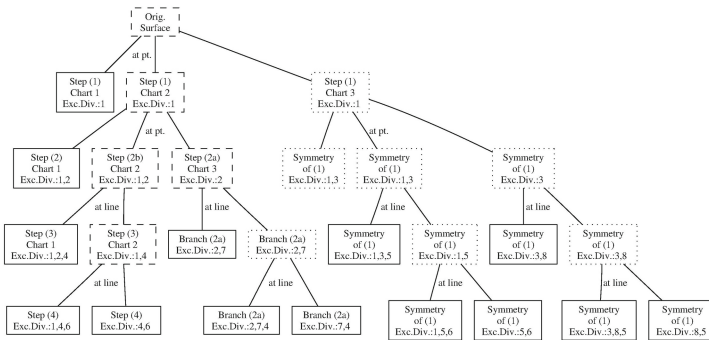 Orig.
Surface
at pt.
Step (1)
Chart 1
Exc.Div.:1
Step (1)
Chart 2
Exc.Div.:1
Step (1)
Chart 3
Exc.Div.:1
at pt.
at pt.
Step (2)
Chart 1
Exc.Div.:1,2
Step (2b)
Chart 2
Exc.Div.:1,2
Step (2a)
Chart 3
Exc.Div.:2
Symmetry
of (1)
Exc.Div.:1,3
Symmetry
of (1)
Exc.Div.:1,3
Symmetry
of (1)
Exc.Div.:3
at line
at line
at line
at line
Step (3)
Chart 1
Exc.Div.:1,2,4
Step (3)
Chart 2
Exc.Div.:1,4
Branch (2a)
Exc.Div.:2,7
Branch (2a)
Exc.Div.:2,7
Symmetry
of (1)
Exc.Div.:1,3,5
Symmetry
of (1)
Exc.Div.:1,5
Symmetry
of (1)
Exc.Div.:3,8
Symmetry
of (1)
Exc.Div.:3,8
at line
at line
at line
at line
Step (4)
Exc.Div.:1,4,6
Step (4)
Exc.Div.:4,6
Branch (2a)
Exc.Div.:2,7,4
Branch (2a)
Exc.Div.:7,4
Symmetry
of (1)
Exc.Div.:1,5,6
Symmetry
of (1)
Exc.Div.:5,6
Symmetry
of (1)
Exc.Div.:3,8,5
Symmetry
of (1)
Exc.Div.:8,5